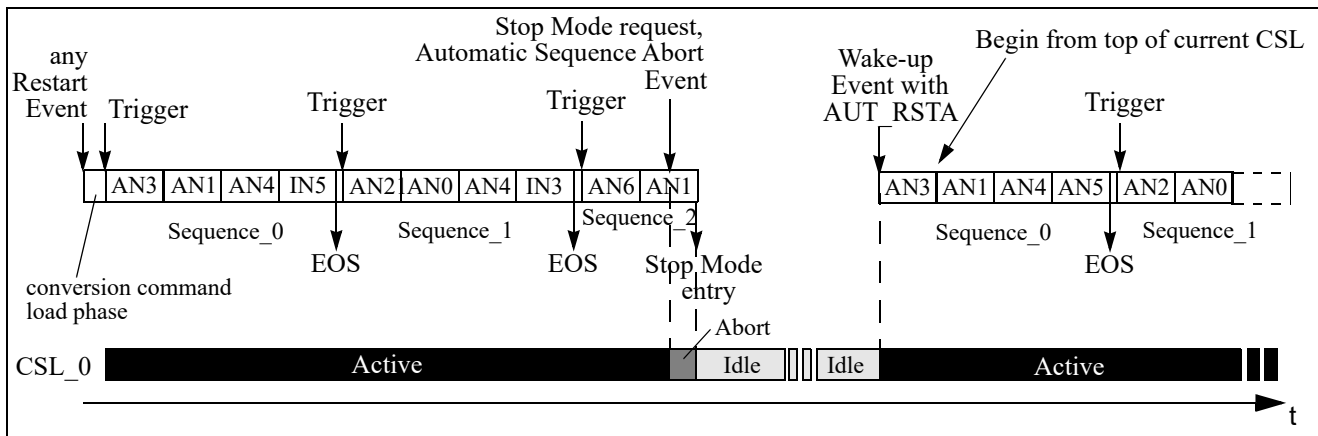 any
Restart
Event
Trigger
Trigger
Stop Mode request,
Automatic Sequence Abort
Event
Trigger
Wake-up
Event with
AUT_RSTA
Begin from top of current CSL
Trigger
AN3 AN1 AN4 IN5 AN21 AN0 AN4 IN3 AN6 AN1
AN3 AN1 AN4 AN5 AN2 AN0
Sequence_0
Sequence_1
Sequence_2
Sequence_0
Sequence_1
EOS
EOS
EOS
Stop Mode
entry
conversion command
load phase
Abort
CSL_0
Active
Idle
Idle
Active
t